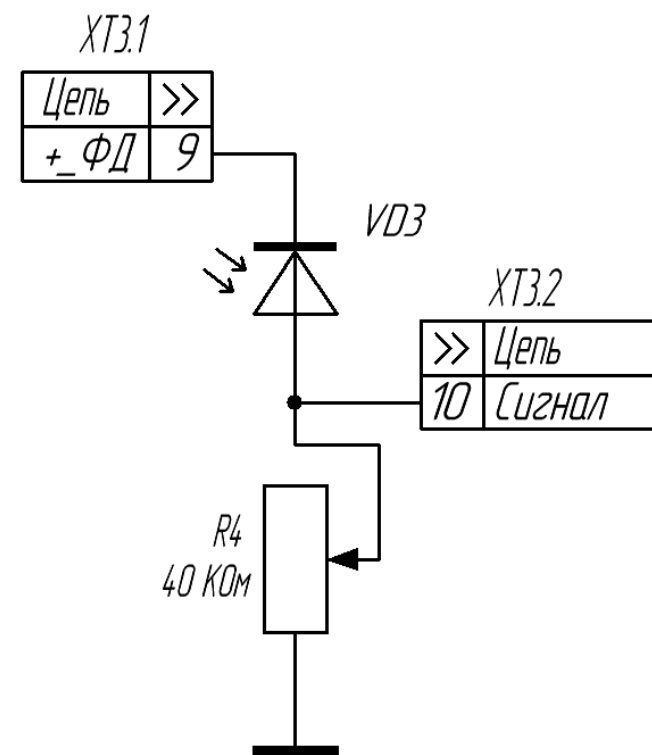 XT3.1
Цепь >>
+_ФД 9
VD3
XT3.2
>> Цепь
10 Сигнал
R4
40 КОм